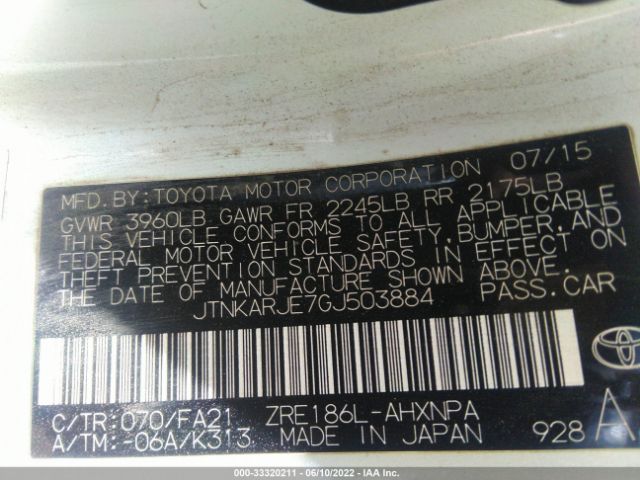 MFD. BY: TOYOTA MOTOR CORPORATION 07/15
GVWR 3960LB GAWR FR 2245LB RR 2175LB
THIS VEHICLE CONFORMS TO ALL APPLICABLE
FEDERAL MOTOR VEHICLE SAFETY, BUMPER, AND
THEFT PREVENTION STANDARDS IN EFFECT ON
THE DATE OF MANUFACTURE SHOWN ABOVE.
JTNKARJE7GJ503884 PASS. CAR
C/TR: 070/FA21 ZRE186L-AHXNPA
A/TM: -06A/K313 MADE IN JAPAN 928 A
000-33320211 - 06/10/2022 - IAA Inc.